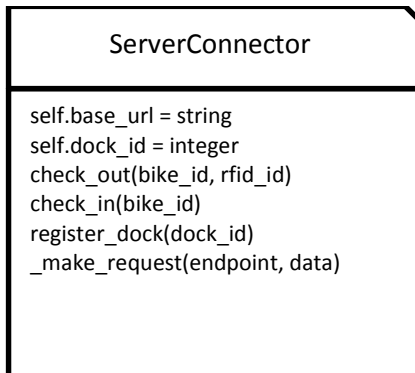 ServerConnector
self.base_url = string
self.dock_id = integer
check_out(bike_id, rfid_id)
check_in(bike_id)
register_dock(dock_id)
_make_request(endpoint, data)